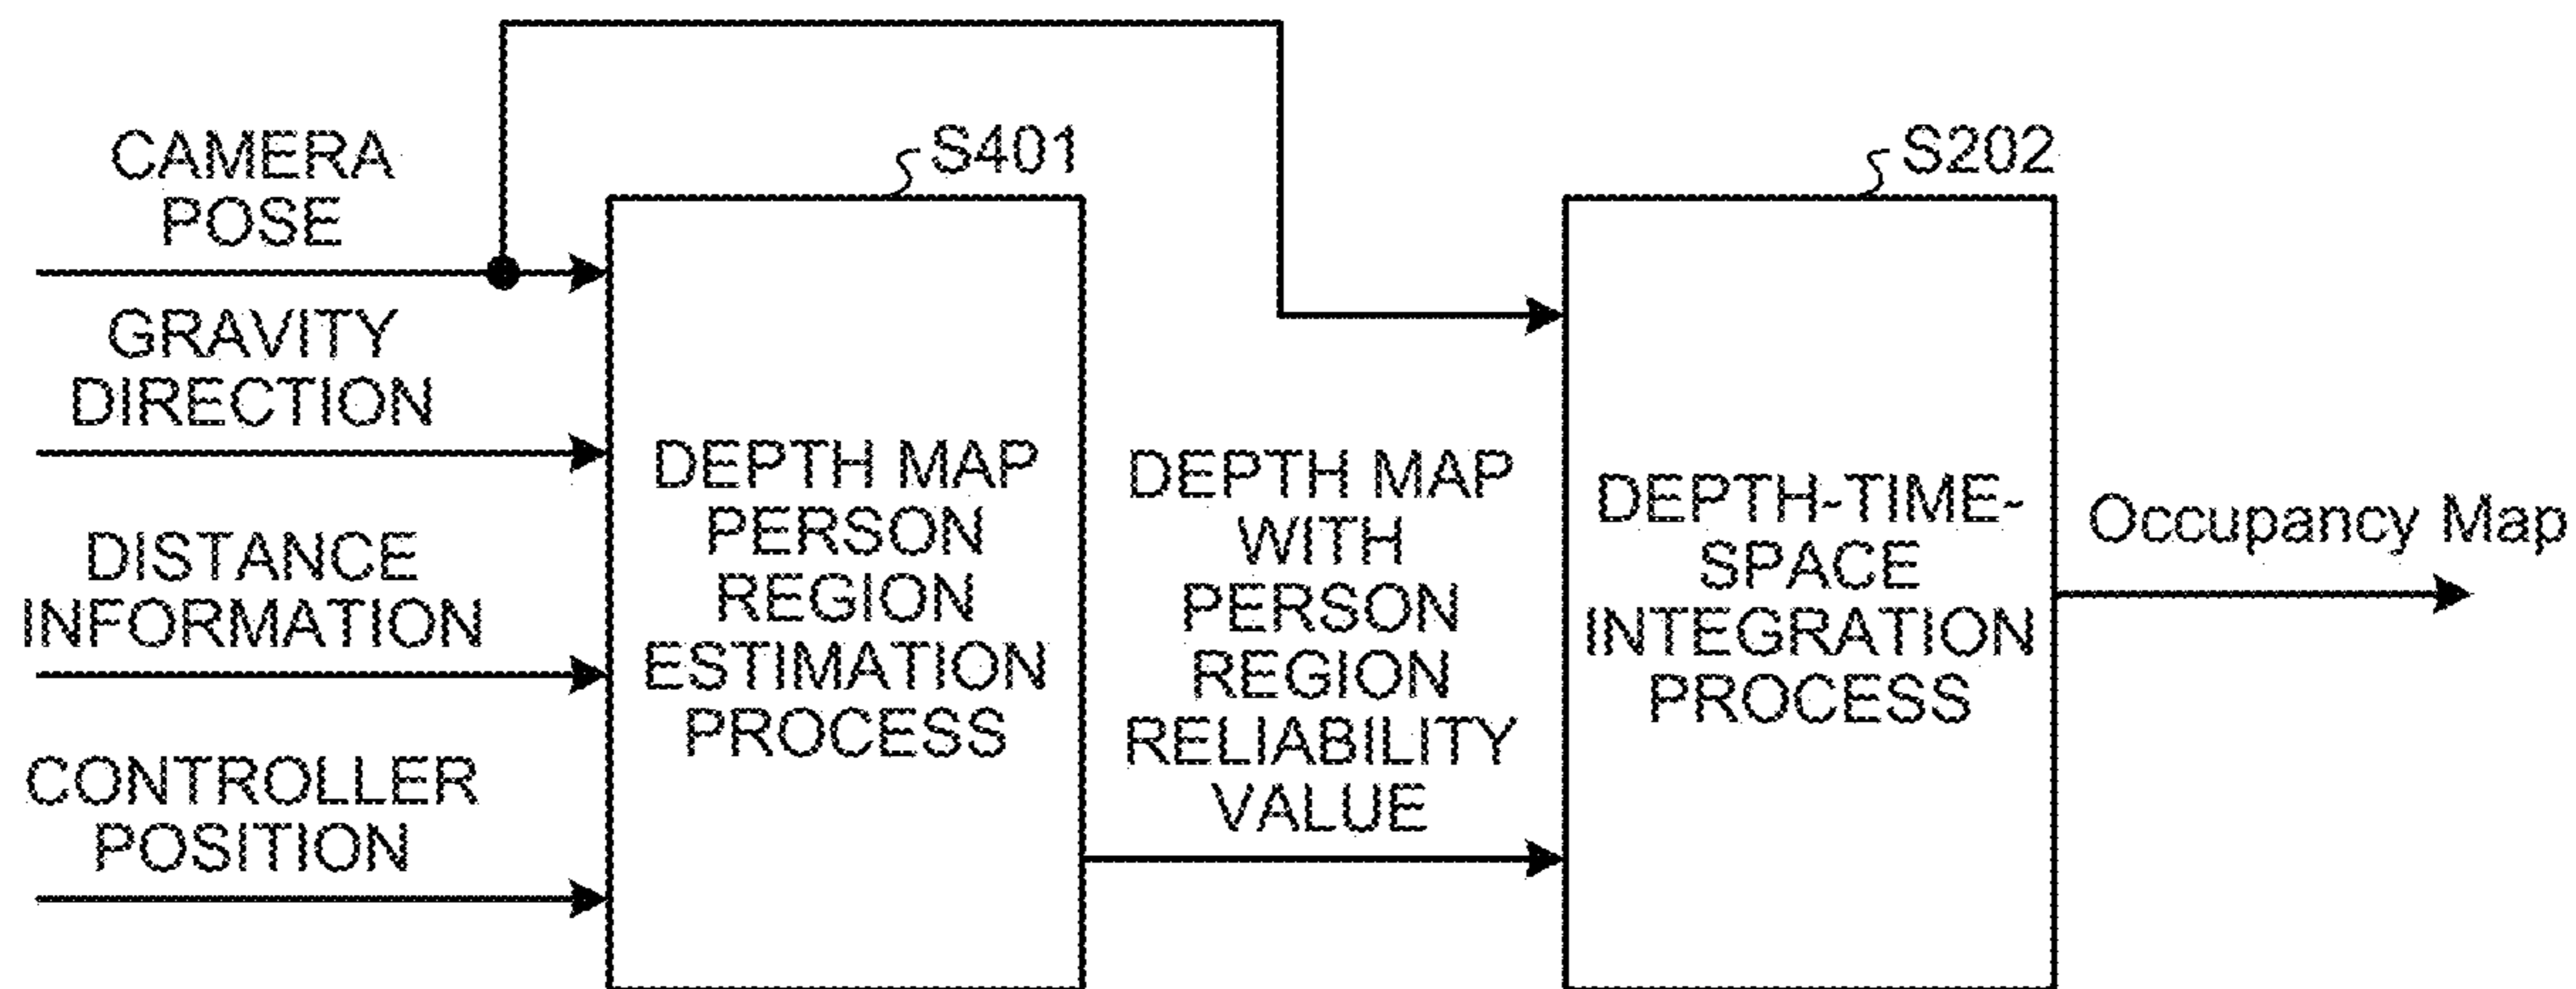 CAMERA
POSE
GRAVITY
DIRECTION
DISTANCE
INFORMATION
CONTROLLER
POSITION
S401
DEPTH MAP
PERSON
REGION
ESTIMATION
PROCESS
DEPTH MAP
WITH
PERSON
REGION
RELIABILITY
VALUE
S202
DEPTH-TIME-
SPACE
INTEGRATION
PROCESS
Occupancy Map